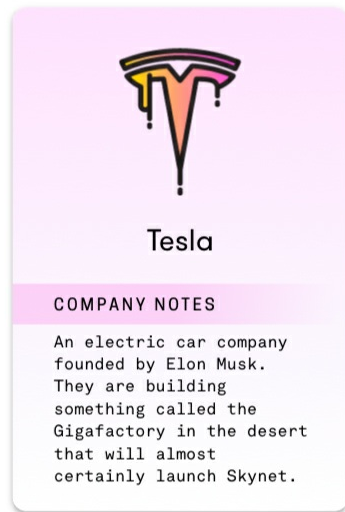 Tesla
COMPANY NOTES
An electric car company
founded by Elon Musk.
They are building
something called the
Gigafactory in the desert
that will almost
certainly launch Skynet.